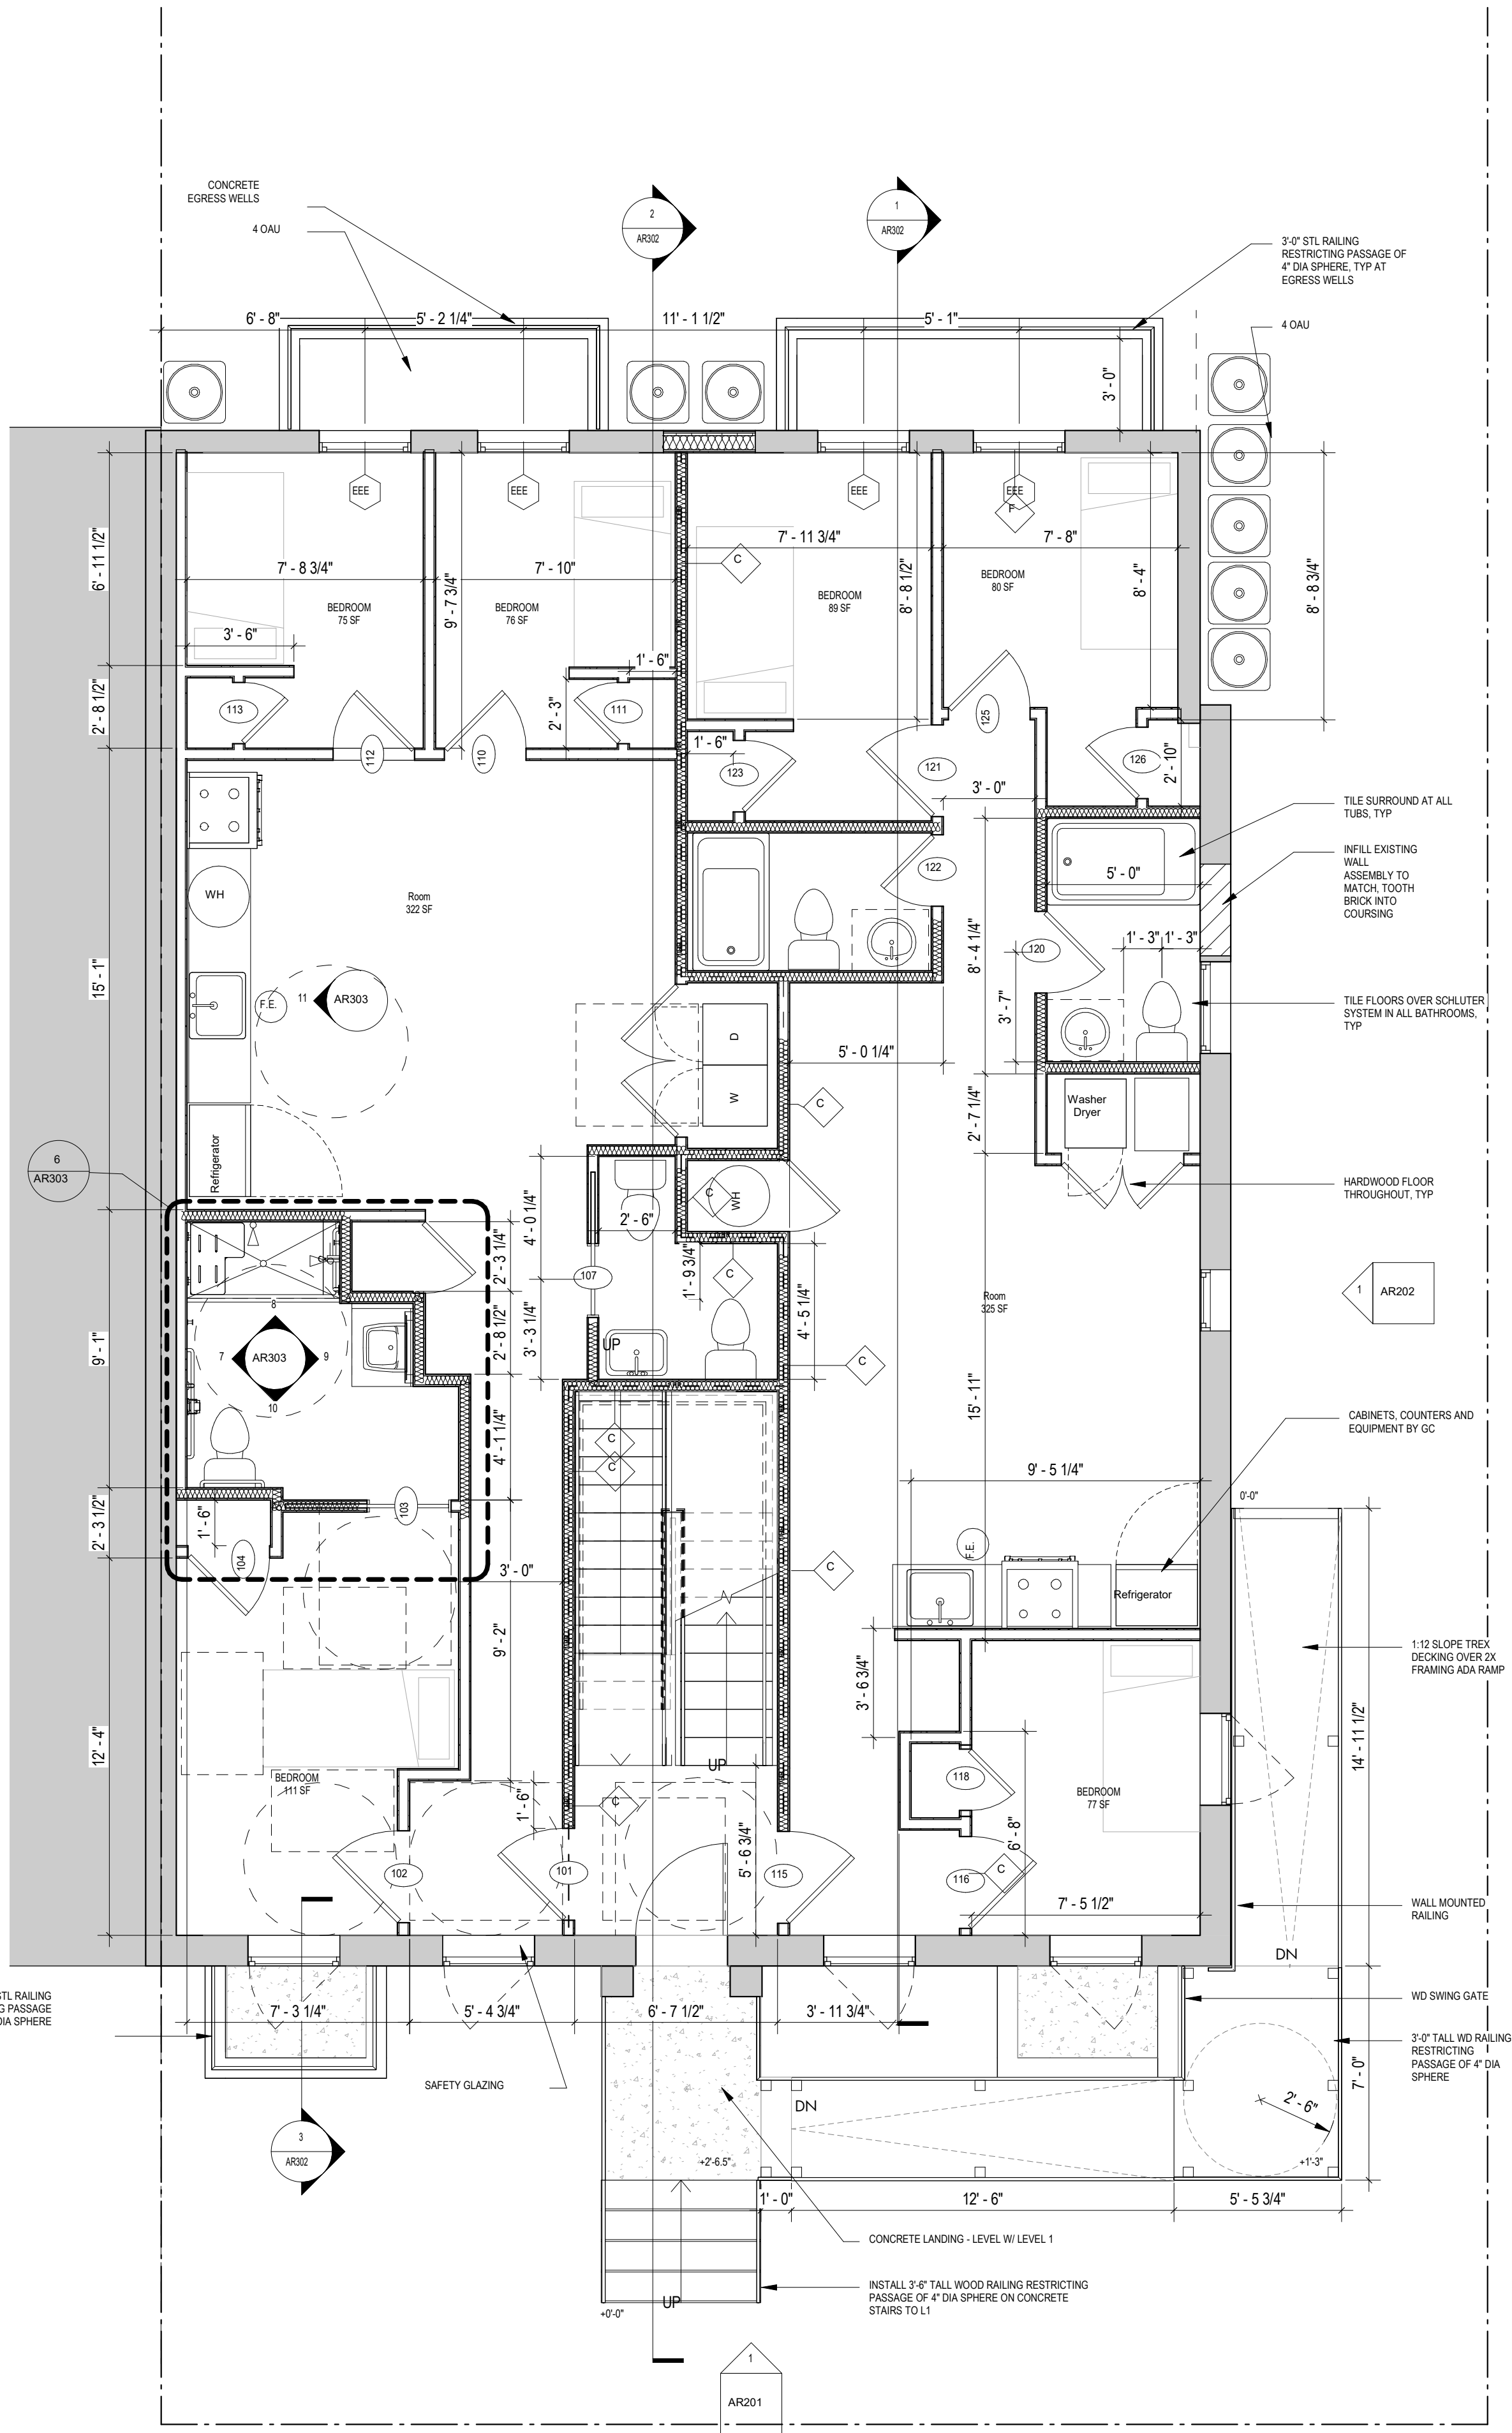 CONCRETE
EGRESS WELLS
4 OAU
2
AR302
1
AR302
3'-0" STL RAILING
RESTRICTING PASSAGE OF
4" DIA SPHERE, TYP AT
EGRESS WELLS
4 OAU
6' - 8"
5' - 2 1/4"
11' - 1 1/2"
5' - 1"
3' - 0"
EEE
EEE
EEE
EEE
F
C
6' - 11 1/2"
7' - 8 3/4"
9' - 7 3/4"
7' - 10"
7' - 11 3/4"
8' - 8 1/2"
7' - 8"
8' - 4"
8' - 8 3/4"
BEDROOM
75 SF
BEDROOM
76 SF
BEDROOM
89 SF
BEDROOM
80 SF
3' - 6"
1' - 6"
2' - 8 1/2"
113
112
110
2' - 3"
111
1' - 6"
123
121
125
126
2' - 10"
3' - 0"
TILE SURROUND AT ALL
TUBS, TYP
INFILL EXISTING
WALL
ASSEMBLY TO
MATCH, TOOTH
BRICK INTO
COURSING
WH
Room
322 SF
122
5' - 0"
15' - 1"
F.E.
11
AR303
8' - 4 1/4"
120
1' - 3"
1' - 3"
3' - 7"
TILE FLOORS OVER SCHLUTER
SYSTEM IN ALL BATHROOMS,
TYP
D
W
5' - 0 1/4"
C
2' - 7 1/4"
Washer
Dryer
Refrigerator
6
AR303
HARDWOOD FLOOR
THROUGHOUT, TYP
4' - 0 1/4"
2' - 6"
C
WH
2' - 3 1/4"
107
1' - 9 3/4"
C
4' - 5 1/4"
Room
325 SF
1
AR202
9' - 1"
8
7
AR303
9
10
2' - 8 1/2"
3' - 3 1/4"
UP
C
4' - 1 1/4"
C
C
15' - 11"
CABINETS, COUNTERS AND
EQUIPMENT BY GC
9' - 5 1/4"
0'-0"
2' - 3 1/2"
1' - 6"
104
103
3' - 0"
F.E.
C
Refrigerator
9' - 2"
3' - 6 3/4"
1:12 SLOPE TREX
DECKING OVER 2X
FRAMING ADA RAMP
14' - 11 1/2"
12' - 4"
BEDROOM
111 SF
UP
118
BEDROOM
77 SF
1' - 6"
C
5' - 6 3/4"
6' - 8"
102
101
115
116
C
7' - 5 1/2"
WALL MOUNTED
RAILING
DN
STL RAILING
G PASSAGE
DIA SPHERE
7' - 3 1/4"
5' - 4 3/4"
6' - 7 1/2"
3' - 11 3/4"
WD SWING GATE
3'-0" TALL WD RAILING
RESTRICTING
PASSAGE OF 4" DIA
SPHERE
7' - 0"
SAFETY GLAZING
DN
2' - 6"
3
AR302
+2'-6.5"
+1'-3"
1' - 0"
12' - 6"
5' - 5 3/4"
CONCRETE LANDING - LEVEL W/ LEVEL 1
INSTALL 3'-6" TALL WOOD RAILING RESTRICTING
PASSAGE OF 4" DIA SPHERE ON CONCRETE
STAIRS TO L1
UP
+0'-0"
1
AR201